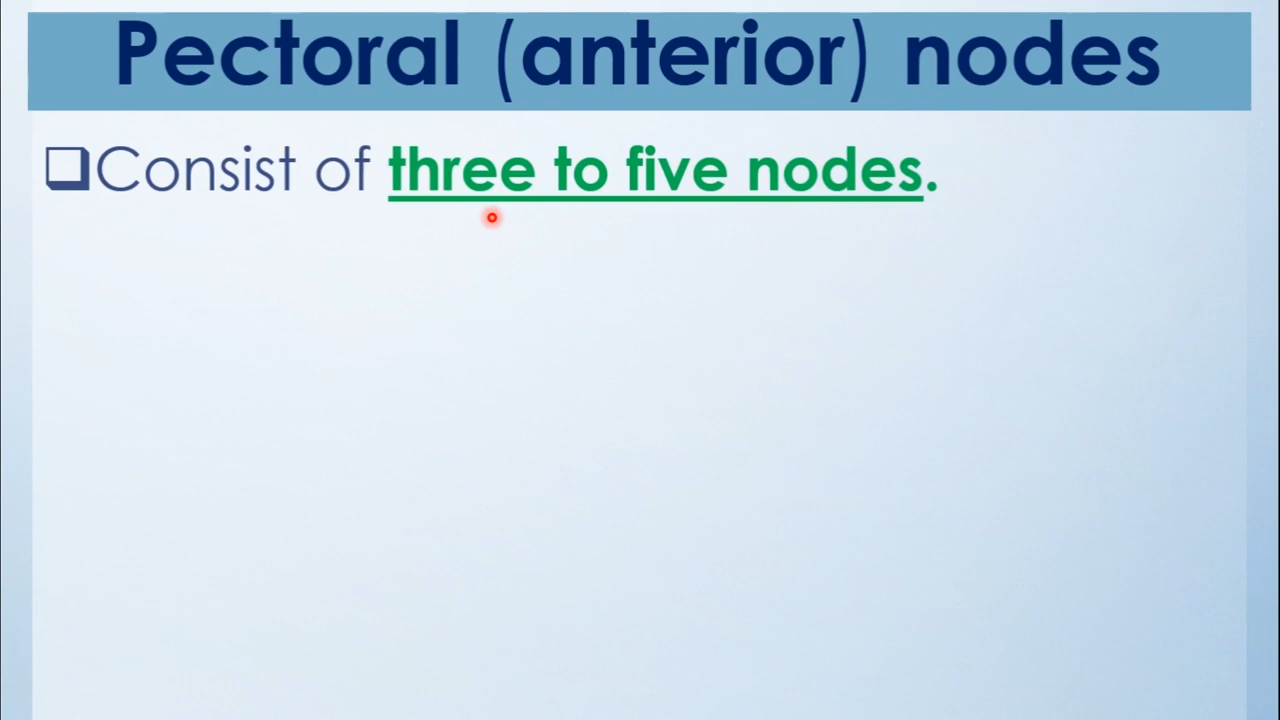 Pectoral (anterior) nodes
❑Consist of three to five nodes.